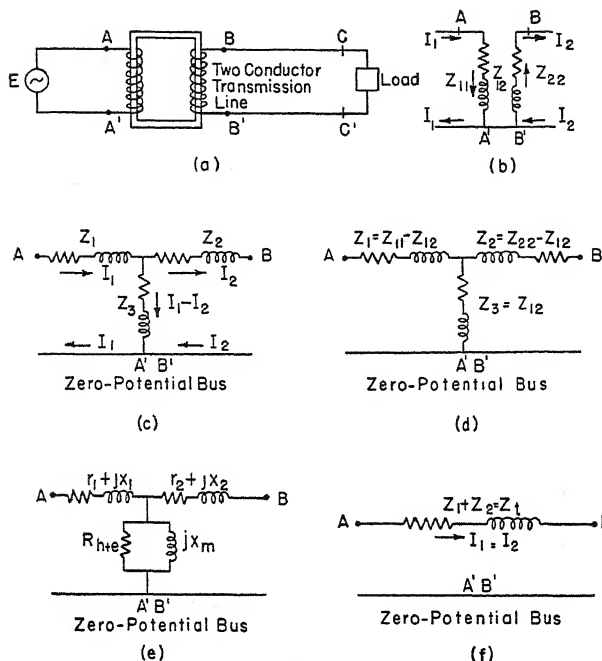 A
B
C
E
Two Conductor
Transmission
Line
Load
A'
B'
C'
(a)
A
B
I₁
I₂
Z₁₁
Z₁₂
Z₂₂
I₁
I₂
A'
B'
(b)
Z₁
Z₂
A
B
I₁
I₂
Z₃
I₁-I₂
I₁
I₂
A' B'
Zero-Potential Bus
(c)
Z₁=Z₁₁-Z₁₂
Z₂=Z₂₂-Z₁₂
A
B
Z₃=Z₁₂
A' B'
Zero-Potential Bus
(d)
r₁+jx₁
r₂+jx₂
A
B
Rh+e
jxm
A' B'
Zero-Potential Bus
(e)
Z₁+Z₂=Zt
A
I₁=I₂
A' B'
Zero-Potential Bus
(f)